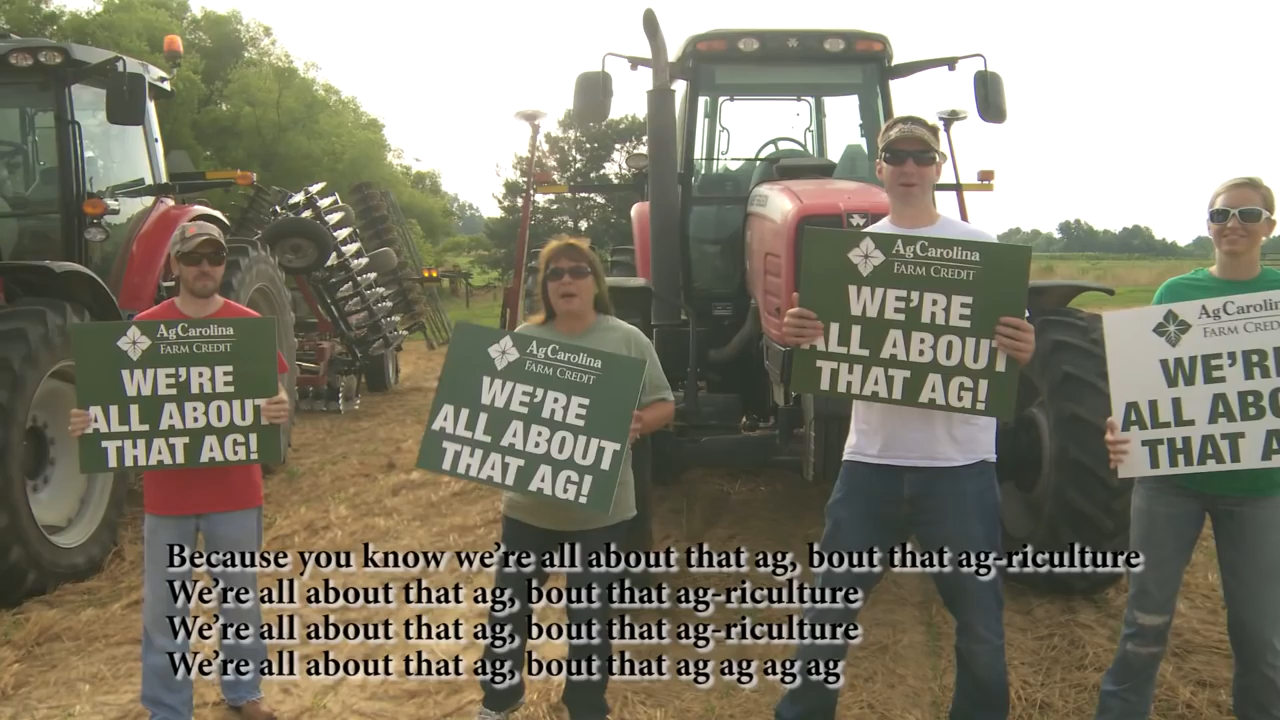 AgCarolina
FARM CREDIT
WE'RE
ALL ABOUT
THAT AG!
AgCarolina
FARM CREDIT
WE'RE
ALL ABOUT
THAT AG!
AgCarolina
FARM CREDIT
WE'RE
ALL ABOUT
THAT AG!
AgCarolin
FARM CRED
WE'RE
ALL ABO
THAT A
Because you know we're all about that ag, bout that ag-riculture
We're all about that ag, bout that ag-riculture
We're all about that ag, bout that ag-riculture
We're all about that ag, bout that ag ag ag ag